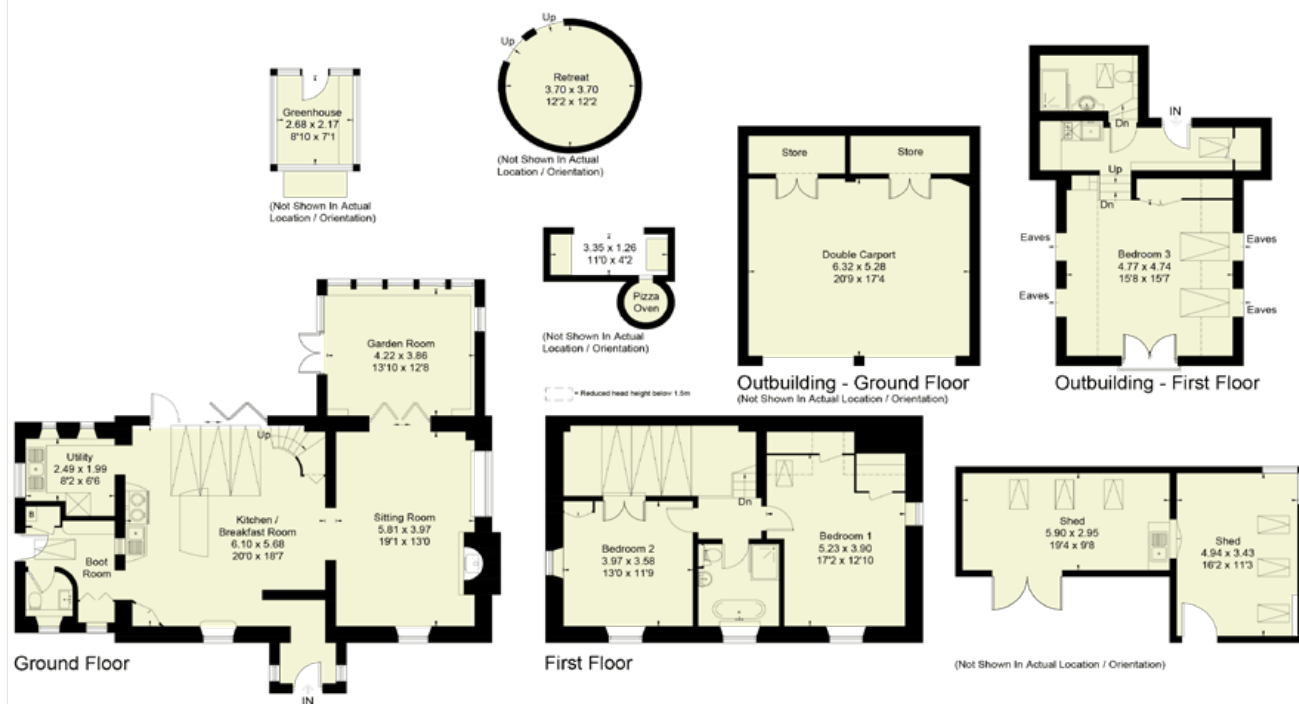 Up
Up
Retreat
3.70 x 3.70
12'2 x 12'2
(Not Shown In Actual
Location / Orientation)
Greenhouse
2.68 x 2.17
8'10 x 7'1
(Not Shown In Actual
Location / Orientation)
3.35 x 1.26
11'0 x 4'2
Pizza
Oven
(Not Shown In Actual
Location / Orientation)
= Reduced head height below 1.5m
Store
Store
Double Carport
6.32 x 5.28
20'9 x 17'4
Outbuilding - Ground Floor
(Not Shown In Actual Location / Orientation)
IN
Dn
Up
Dn
Eaves
Eaves
Bedroom 3
4.77 x 4.74
15'8 x 15'7
Eaves
Eaves
Outbuilding - First Floor
Garden Room
4.22 x 3.86
13'10 x 12'8
Up
Utility
2.49 x 1.99
8'2 x 6'6
B
Boot
Room
Kitchen /
Breakfast Room
6.10 x 5.68
20'0 x 18'7
Sitting Room
5.81 x 3.97
19'1 x 13'0
IN
Ground Floor
Dn
Bedroom 2
3.97 x 3.58
13'0 x 11'9
Bedroom 1
5.23 x 3.90
17'2 x 12'10
First Floor
Shed
5.90 x 2.95
19'4 x 9'8
Shed
4.94 x 3.43
16'2 x 11'3
(Not Shown In Actual Location / Orientation)